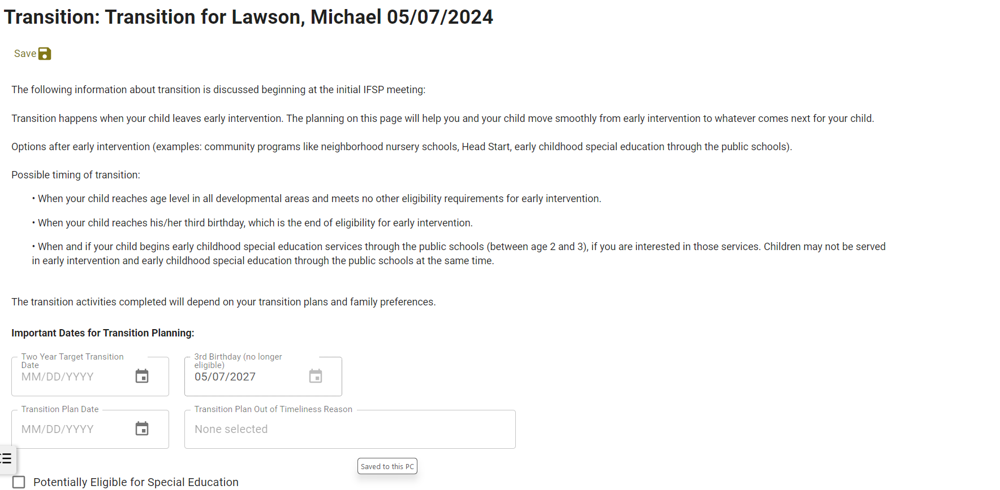 Transition: Transition for Lawson, Michael 05/07/2024
Save
The following information about transition is discussed beginning at the initial IFSP meeting:
Transition happens when your child leaves early intervention. The planning on this page will help you and your child move smoothly from early intervention to whatever comes next for your child.
Options after early intervention (examples: community programs like neighborhood nursery schools, Head Start, early childhood special education through the public schools).
Possible timing of transition:
• When your child reaches age level in all developmental areas and meets no other eligibility requirements for early intervention.
• When your child reaches his/her third birthday, which is the end of eligibility for early intervention.
• When and if your child begins early childhood special education services through the public schools (between age 2 and 3), if you are interested in those services. Children may not be served
in early intervention and early childhood special education through the public schools at the same time.
The transition activities completed will depend on your transition plans and family preferences.
Important Dates for Transition Planning:
Two Year Target Transition
Date
MM/DD/YYYY
3rd Birthday (no longer
eligible)
05/07/2027
Transition Plan Date
MM/DD/YYYY
Transition Plan Out of Timeliness Reason
None selected
Saved to this PC
Potentially Eligible for Special Education